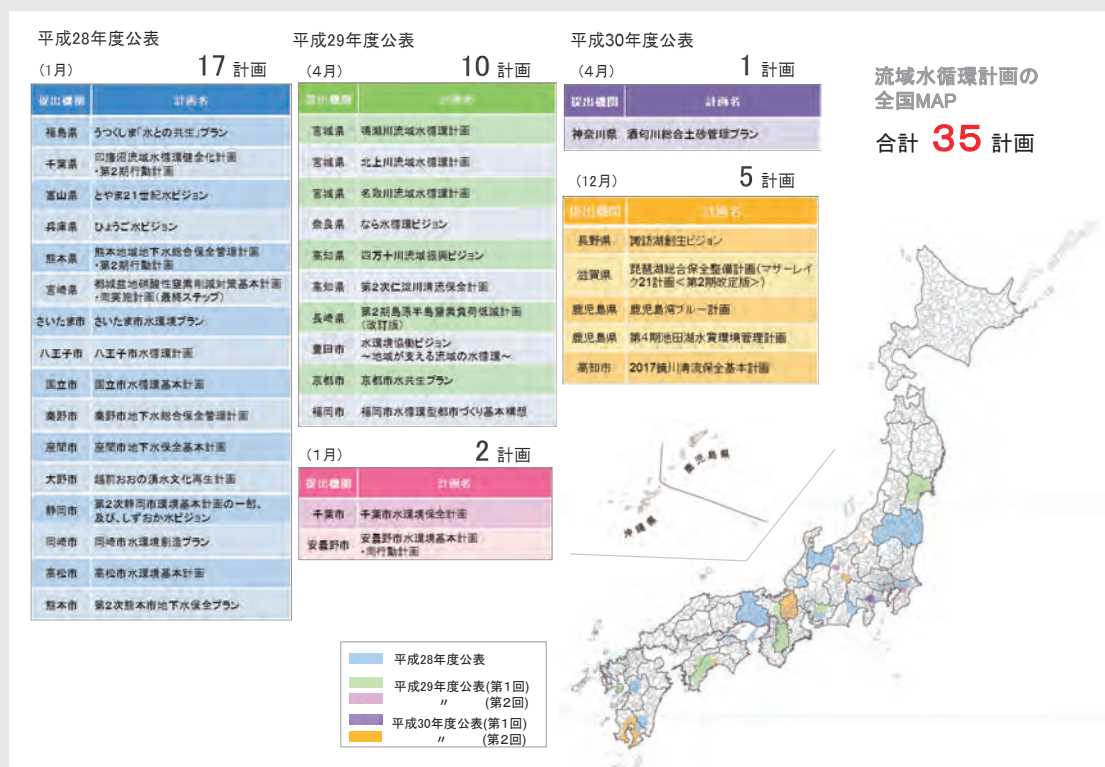 平成28年度公表
(1月) 17 計画
提出機関 計画名
福島県 うつくしま「水との共生」プラン
千葉県 印旛沼流域水循環健全化計画
・第2期行動計画
富山県 とやま21世紀水ビジョン
兵庫県 ひょうご水ビジョン
熊本県 熊本地域地下水総合保全管理計画
・第2期行動計画
宮崎県 都城盆地硝酸性窒素削減対策基本計画
・同実施計画(最終ステップ)
さいたま市 さいたま市水環境プラン
八王子市 八王子市水循環計画
国立市 国立市水循環基本計画
秦野市 秦野市地下水総合保全管理計画
座間市 座間市地下水保全基本計画
大野市 越前おおの湧水文化再生計画
静岡市 第2次静岡市環境基本計画の一部、
及び、しずおか水ビジョン
岡崎市 岡崎市水環境創造プラン
高松市 高松市水環境基本計画
熊本市 第2次熊本市地下水保全プラン
平成29年度公表
(4月) 10 計画
提出機関 計画名
宮城県 鳴瀬川流域水循環計画
宮城県 北上川流域水循環計画
宮城県 名取川流域水循環計画
奈良県 なら水循環ビジョン
高知県 四万十川流域振興ビジョン
高知県 第2次仁淀川清流保全計画
長崎県 第2期島原半島窒素負荷低減計画
(改訂版)
豊田市 水環境協働ビジョン
~地域が支える流域の水循環~
京都市 京都市水共生プラン
福岡市 福岡市水循環型都市づくり基本構想
(1月) 2 計画
提出機関 計画名
千葉市 千葉市水環境保全計画
安曇野市 安曇野市水環境基本計画
・同行動計画
平成30年度公表
(4月) 1 計画
提出機関 計画名
神奈川県 酒匂川総合土砂管理プラン
(12月) 5 計画
提出機関 計画名
長野県 諏訪湖創生ビジョン
滋賀県 琵琶湖総合保全整備計画(マザーレイ
ク21計画<第2期改定版>)
鹿児島県 鹿児島湾ブルー計画
鹿児島県 第4期池田湖水質環境管理計画
高知市 2017鏡川清流保全基本計画
流域水循環計画の
全国MAP
合計 35 計画
鹿児島県
沖縄県
平成28年度公表
平成29年度公表(第1回)
〃 (第2回)
平成30年度公表(第1回)
〃 (第2回)